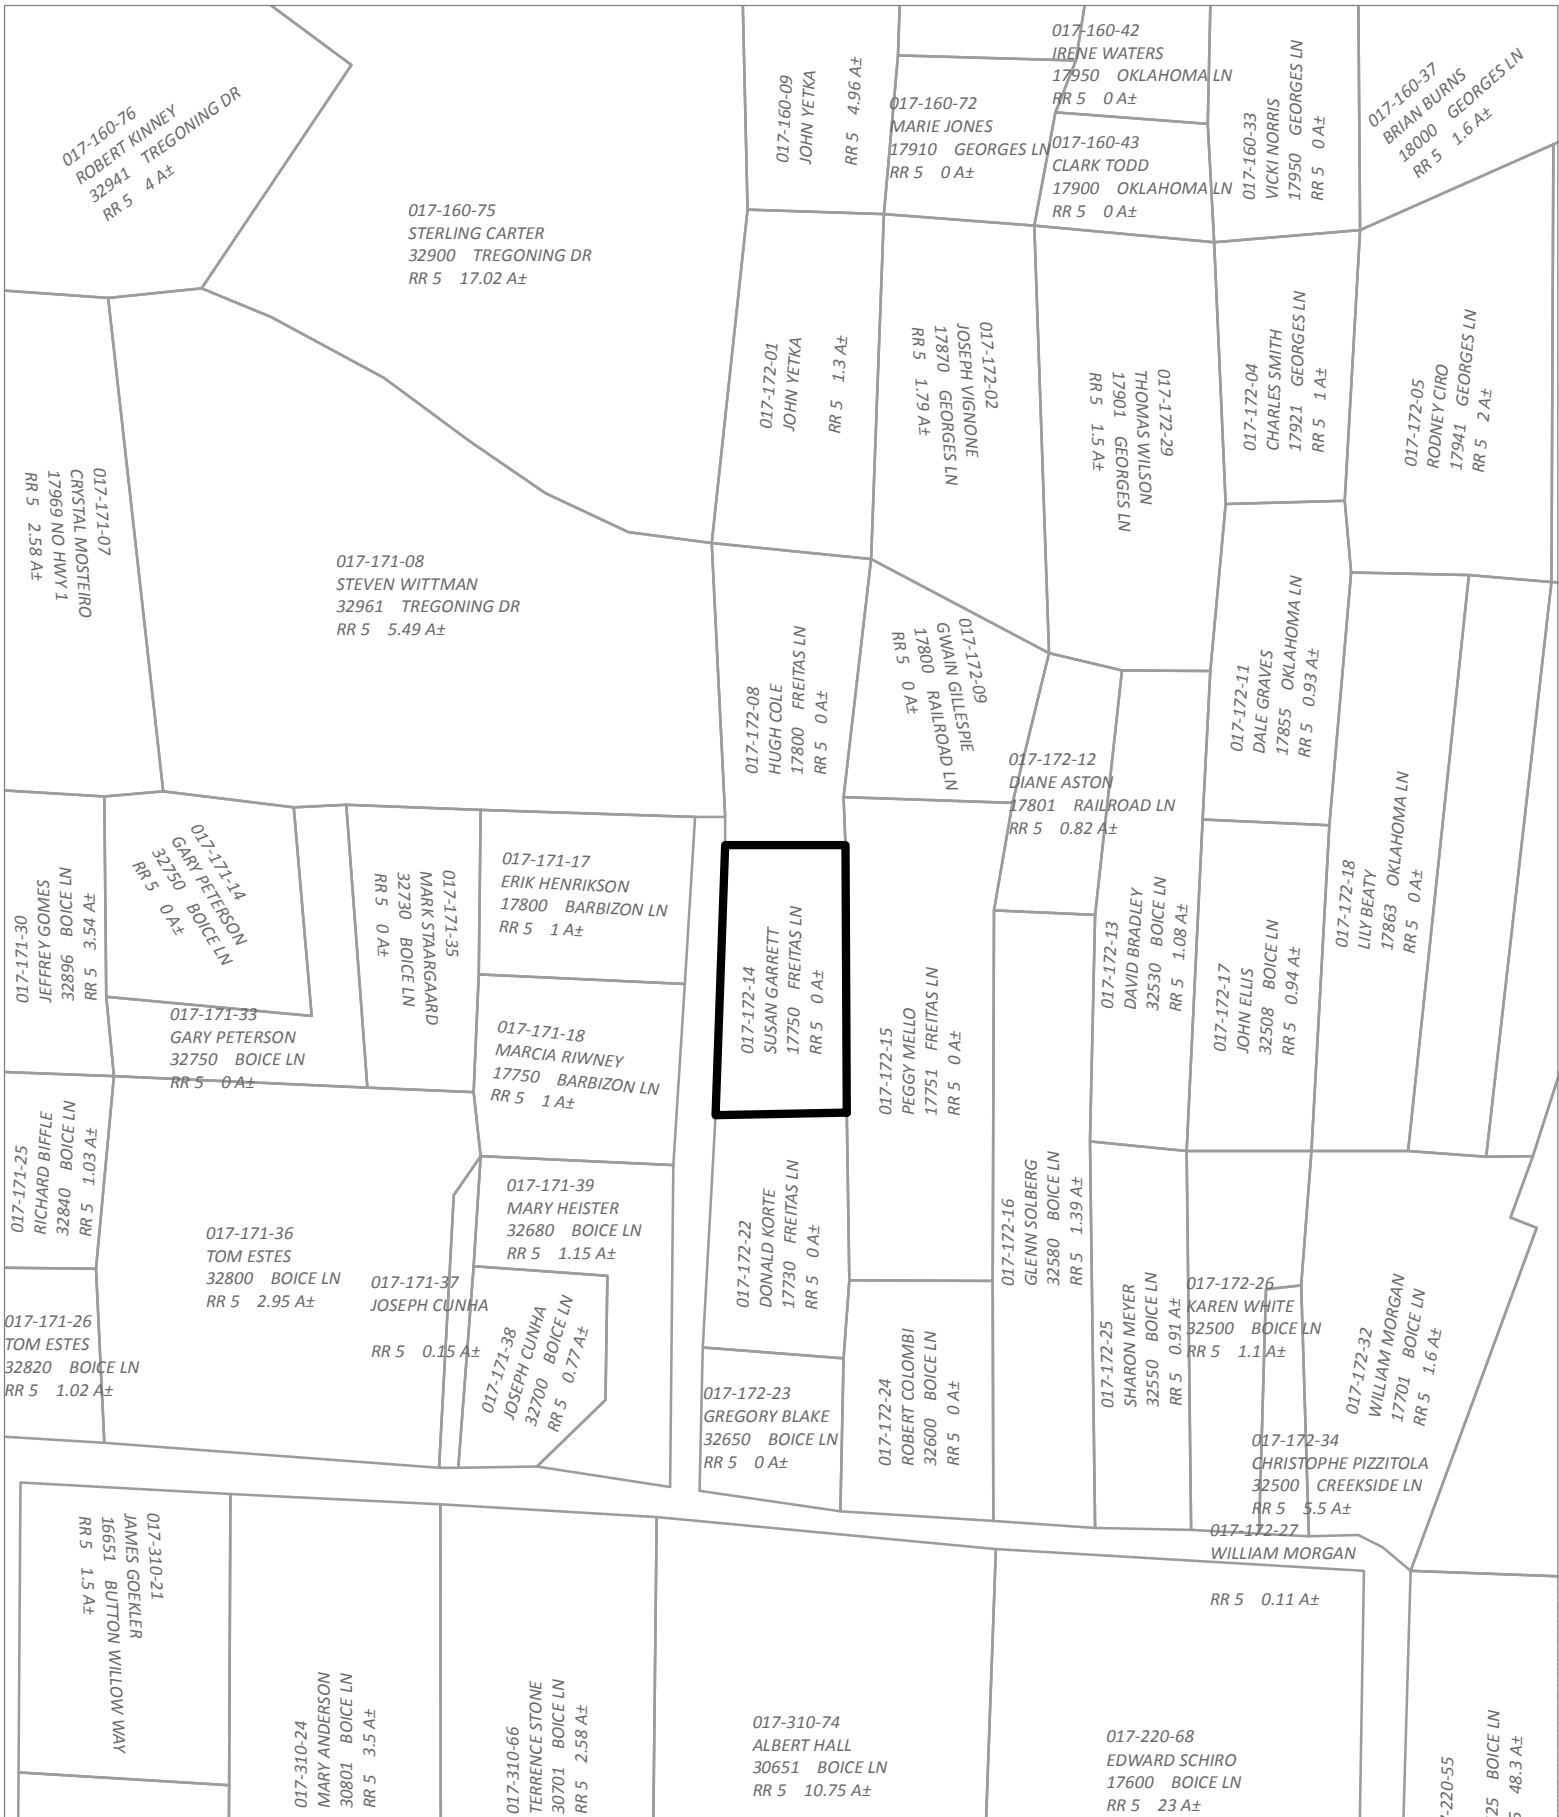 017-160-76
ROBERT KINNEY
32941 TREGONING DR
RR 5 4 A±
017-160-75
STERLING CARTER
32900 TREGONING DR
RR 5 17.02 A±
017-160-09
JOHN YETKA
RR 5 4.96 A±
017-160-72
MARIE JONES
17910 GEORGES LN
RR 5 0 A±
017-160-42
IRENE WATERS
17950 OKLAHOMA LN
RR 5 0 A±
017-160-43
CLARK TODD
17900 OKLAHOMA LN
RR 5 0 A±
017-160-33
VICKI NORRIS
17950 GEORGES LN
RR 5 0 A±
017-160-37
BRIAN BURNS
18000 GEORGES LN
RR 5 1.6 A±
017-171-07
CRYSTAL MOSTEIRO
17969 NO HWY 1
RR 5 2.58 A±
017-171-08
STEVEN WITTMAN
32961 TREGONING DR
RR 5 5.49 A±
017-172-01
JOHN YETKA
RR 5 1.3 A±
017-172-02
JOSEPH VIGNONE
17870 GEORGES LN
RR 5 1.79 A±
017-172-29
THOMAS WILSON
17901 GEORGES LN
RR 5 1.5 A±
017-172-04
CHARLES SMITH
17921 GEORGES LN
RR 5 1 A±
017-172-05
RODNEY CIRO
17941 GEORGES LN
RR 5 2 A±
017-172-08
HUGH COLE
17800 FREITAS LN
RR 5 0 A±
017-172-09
GWAIN GILLESPIE
17800 RAILROAD LN
RR 5 0 A±
017-172-12
DIANE ASTON
17801 RAILROAD LN
RR 5 0.82 A±
017-172-11
DALE GRAVES
17855 OKLAHOMA LN
RR 5 0.93 A±
017-172-18
LILY BEATY
17863 OKLAHOMA LN
RR 5 0 A±
017-171-30
JEFFREY GOMES
32896 BOICE LN
RR 5 3.54 A±
017-171-14
GARY PETERSON
32750 BOICE LN
RR 5 0 A±
017-171-35
MARK STAARGAARD
32730 BOICE LN
RR 5 0 A±
017-171-17
ERIK HENRIKSON
17800 BARBIZON LN
RR 5 1 A±
017-172-14
SUSAN GARRETT
17750 FREITAS LN
RR 5 0 A±
017-172-15
PEGGY MELLO
17751 FREITAS LN
RR 5 0 A±
017-172-13
DAVID BRADLEY
32530 BOICE LN
RR 5 1.08 A±
017-172-17
JOHN ELLIS
32508 BOICE LN
RR 5 0.94 A±
017-171-33
GARY PETERSON
32750 BOICE LN
RR 5 0 A±
017-171-18
MARCIA RIWNEY
17750 BARBIZON LN
RR 5 1 A±
017-171-25
RICHARD BIFFLE
32840 BOICE LN
RR 5 1.03 A±
017-171-36
TOM ESTES
32800 BOICE LN
RR 5 2.95 A±
017-171-39
MARY HEISTER
32680 BOICE LN
RR 5 1.15 A±
017-172-22
DONALD KORTE
17730 FREITAS LN
RR 5 0 A±
017-172-16
GLENN SOLBERG
32580 BOICE LN
RR 5 1.39 A±
017-171-26
TOM ESTES
32820 BOICE LN
RR 5 1.02 A±
017-171-37
JOSEPH CUNHA
RR 5 0.15 A±
017-171-38
JOSEPH CUNHA
32700 BOICE LN
RR 5 0.77 A±
017-172-23
GREGORY BLAKE
32650 BOICE LN
RR 5 0 A±
017-172-24
ROBERT COLOMBI
32600 BOICE LN
RR 5 0 A±
017-172-25
SHARON MEYER
32550 BOICE LN
RR 5 0.91 A±
017-172-26
KAREN WHITE
32500 BOICE LN
RR 5 1.1 A±
017-172-32
WILLIAM MORGAN
17701 BOICE LN
RR 5 1.6 A±
017-172-34
CHRISTOPHE PIZZITOLA
32500 CREEKSIDE LN
RR 5 5.5 A±
017-172-27
WILLIAM MORGAN
RR 5 0.11 A±
017-310-21
JAMES GOEKLER
16651 BUTTON WILLOW WAY
RR 5 1.5 A±
017-310-24
MARY ANDERSON
30801 BOICE LN
RR 5 3.5 A±
017-310-66
TERRENCE STONE
30701 BOICE LN
RR 5 2.58 A±
017-310-74
ALBERT HALL
30651 BOICE LN
RR 5 10.75 A±
017-220-68
EDWARD SCHIRO
17600 BOICE LN
RR 5 23 A±
-220-55
25 BOICE LN
48.3 A±